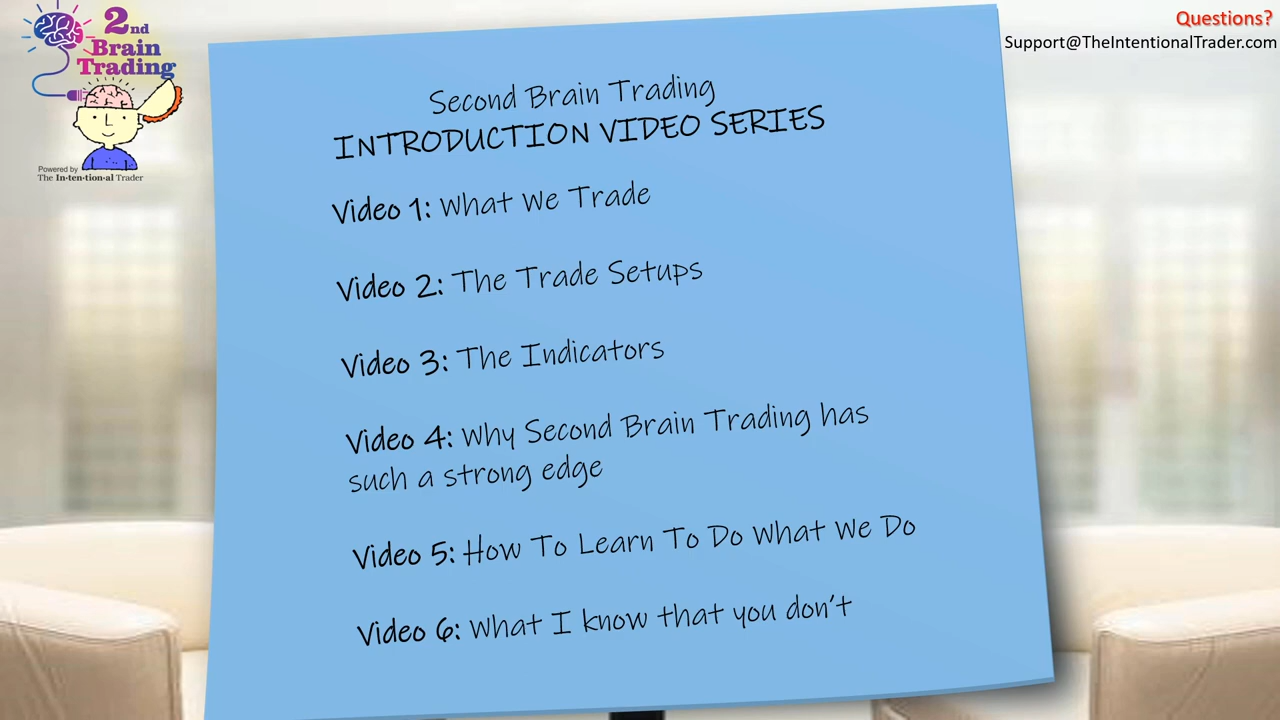 2nd
Brain
Trading
Powered by
The In-ten-tion-al Trader
Questions?
Support@TheIntentionalTrader.com
Second Brain Trading
INTRODUCTION VIDEO SERIES
Video 1: What We Trade
Video 2: The Trade Setups
Video 3: The Indicators
Video 4: Why Second Brain Trading has
such a strong edge
Video 5: How To Learn To Do What We Do
Video 6: What I know that you don't